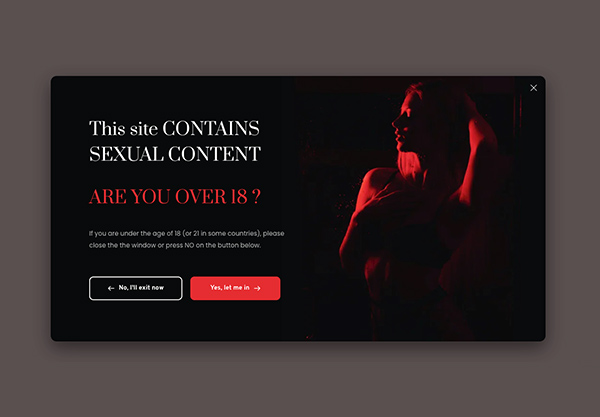 This site CONTAINS
SEXUAL CONTENT
ARE YOU OVER 18 ?
If you are under the age of 18 (or 21 in some countries), please
close the the window or press NO on the button below.
No, I'll exit now
Yes, let me in